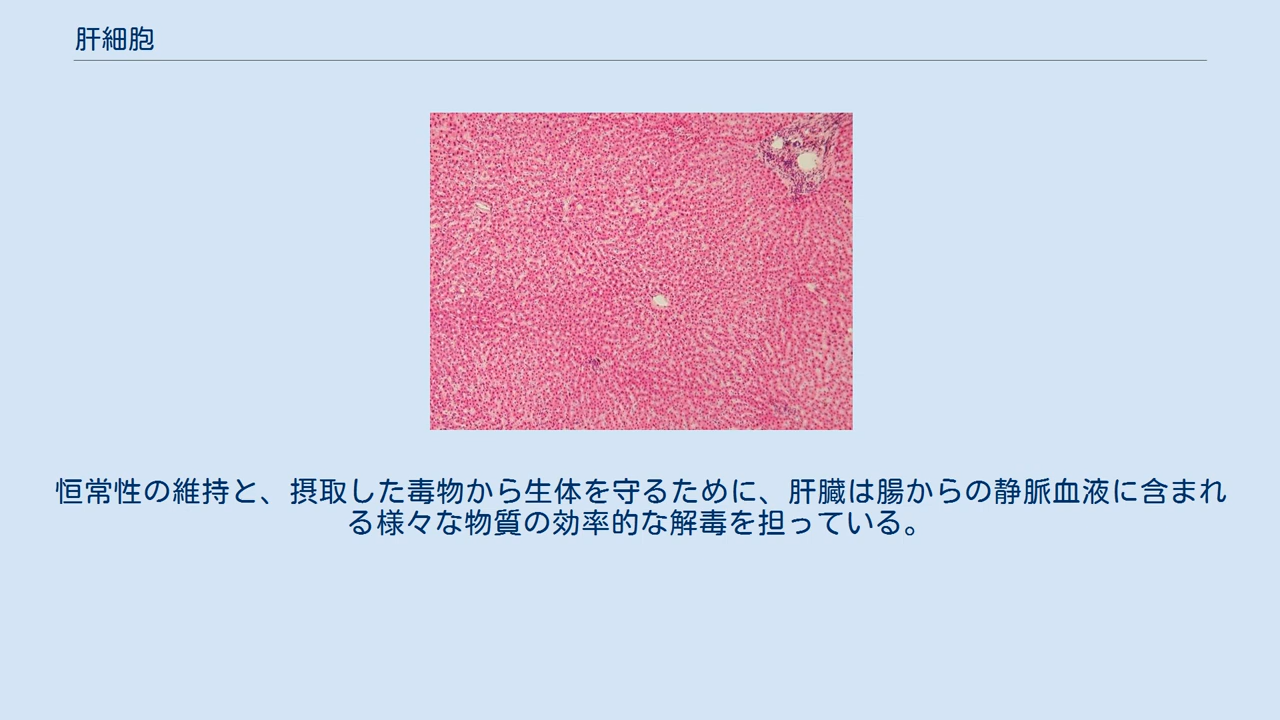 肝細胞
恒常性の維持と、摂取した毒物から生体を守るために、肝臓は腸からの静脈血液に含まれ
る様々な物質の効率的な解毒を担っている。